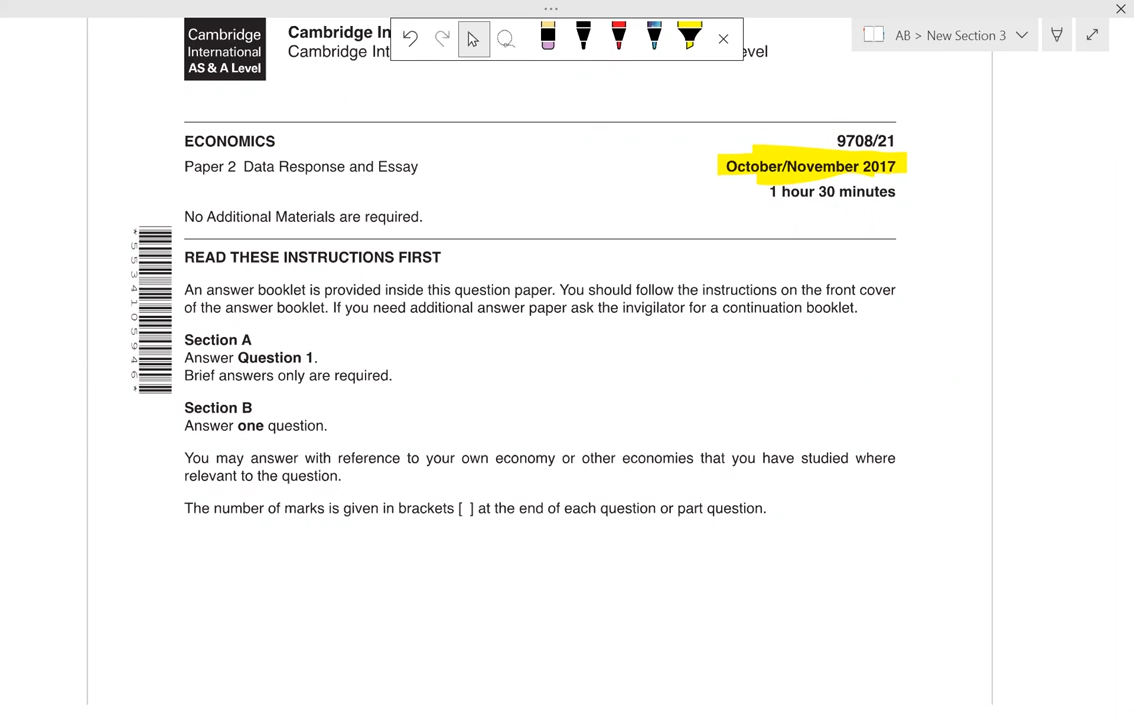 AB > New Section 3
Cambridge
International
AS & A Level
Cambridge In
Cambridge Int
evel
ECONOMICS 9708/21
Paper 2 Data Response and Essay October/November 2017
1 hour 30 minutes
No Additional Materials are required.
*5534105946*
READ THESE INSTRUCTIONS FIRST
An answer booklet is provided inside this question paper. You should follow the instructions on the front cover
of the answer booklet. If you need additional answer paper ask the invigilator for a continuation booklet.
Section A
Answer Question 1.
Brief answers only are required.
Section B
Answer one question.
You may answer with reference to your own economy or other economies that you have studied where
relevant to the question.
The number of marks is given in brackets [ ] at the end of each question or part question.